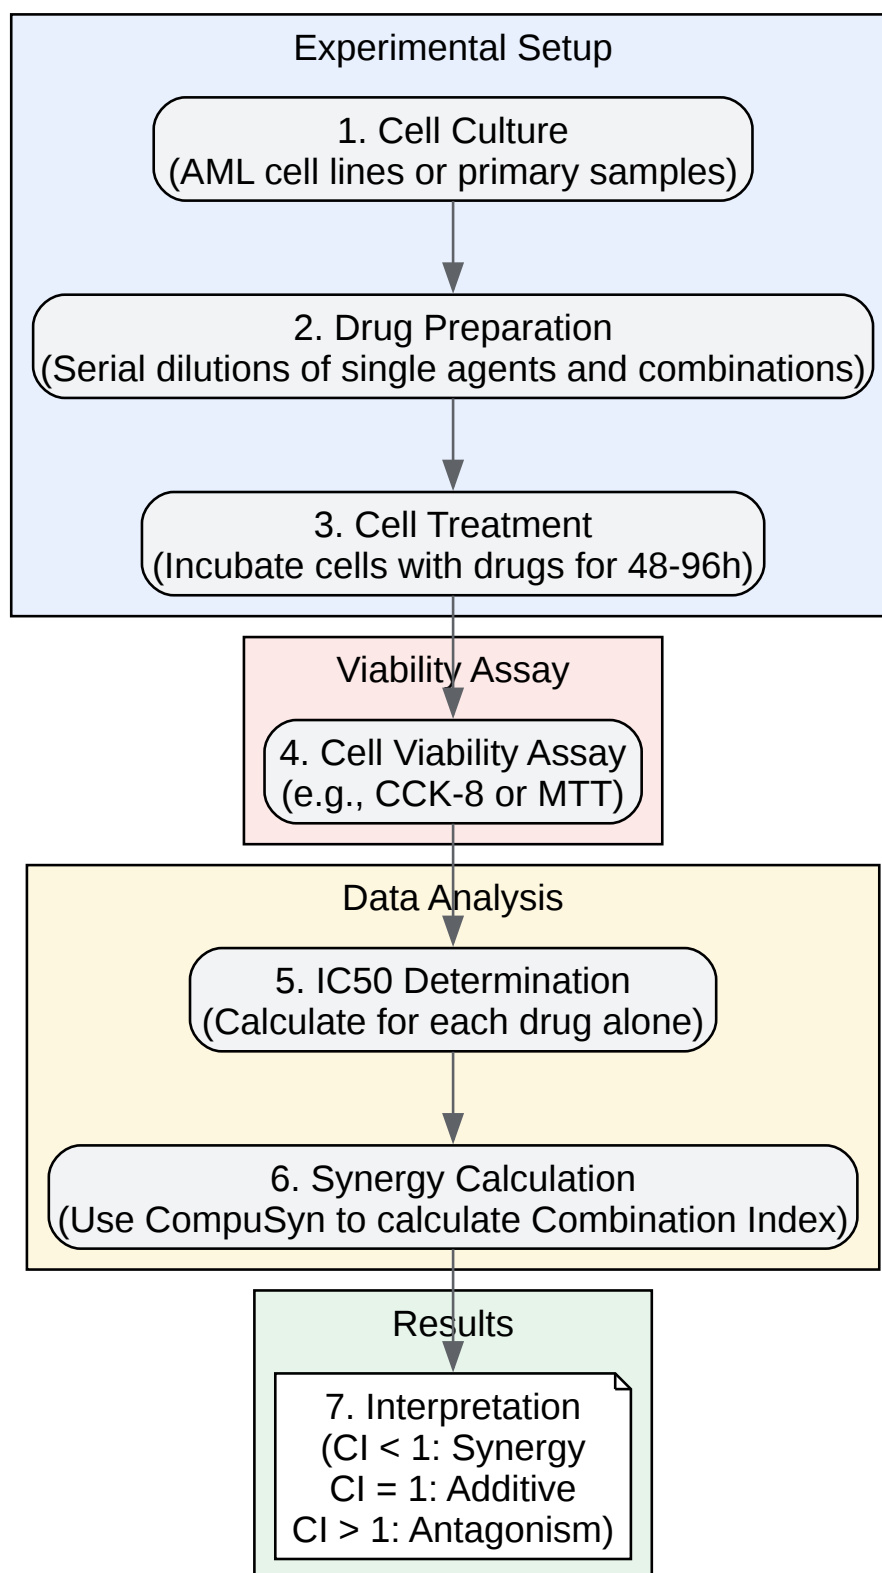 Experimental Setup
1. Cell Culture
(AML cell lines or primary samples)
2. Drug Preparation
(Serial dilutions of single agents and combinations)
3. Cell Treatment
(Incubate cells with drugs for 48-96h)
Viability Assay
4. Cell Viability Assay
(e.g., CCK-8 or MTT)
Data Analysis
5. IC50 Determination
(Calculate for each drug alone)
6. Synergy Calculation
(Use CompuSyn to calculate Combination Index)
Results
7. Interpretation
(CI < 1: Synergy
CI = 1: Additive
CI > 1: Antagonism)